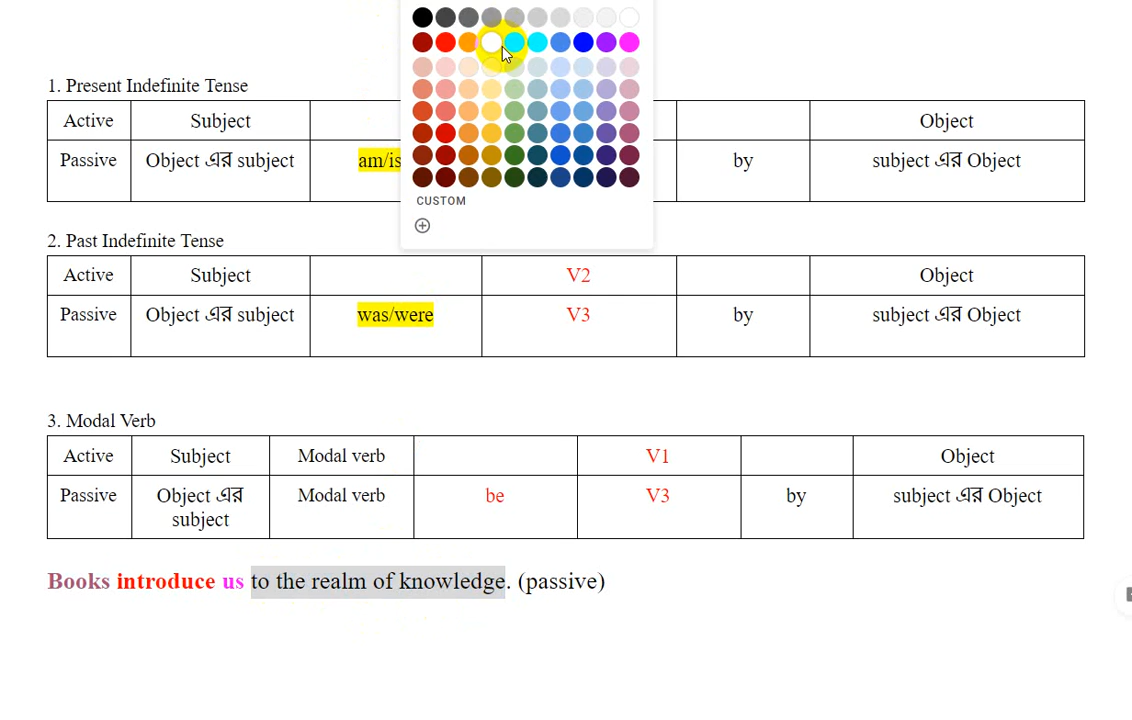 1. Present Indefinite Tense
Active Subject Object
Passive Object এর subject am/is by subject এর Object
CUSTOM
2. Past Indefinite Tense
Active Subject V2 Object
Passive Object এর subject was/were V3 by subject এর Object
3. Modal Verb
Active Subject Modal verb V1 Object
Passive Object এর subject Modal verb be V3 by subject এর Object
Books introduce us to the realm of knowledge. (passive)